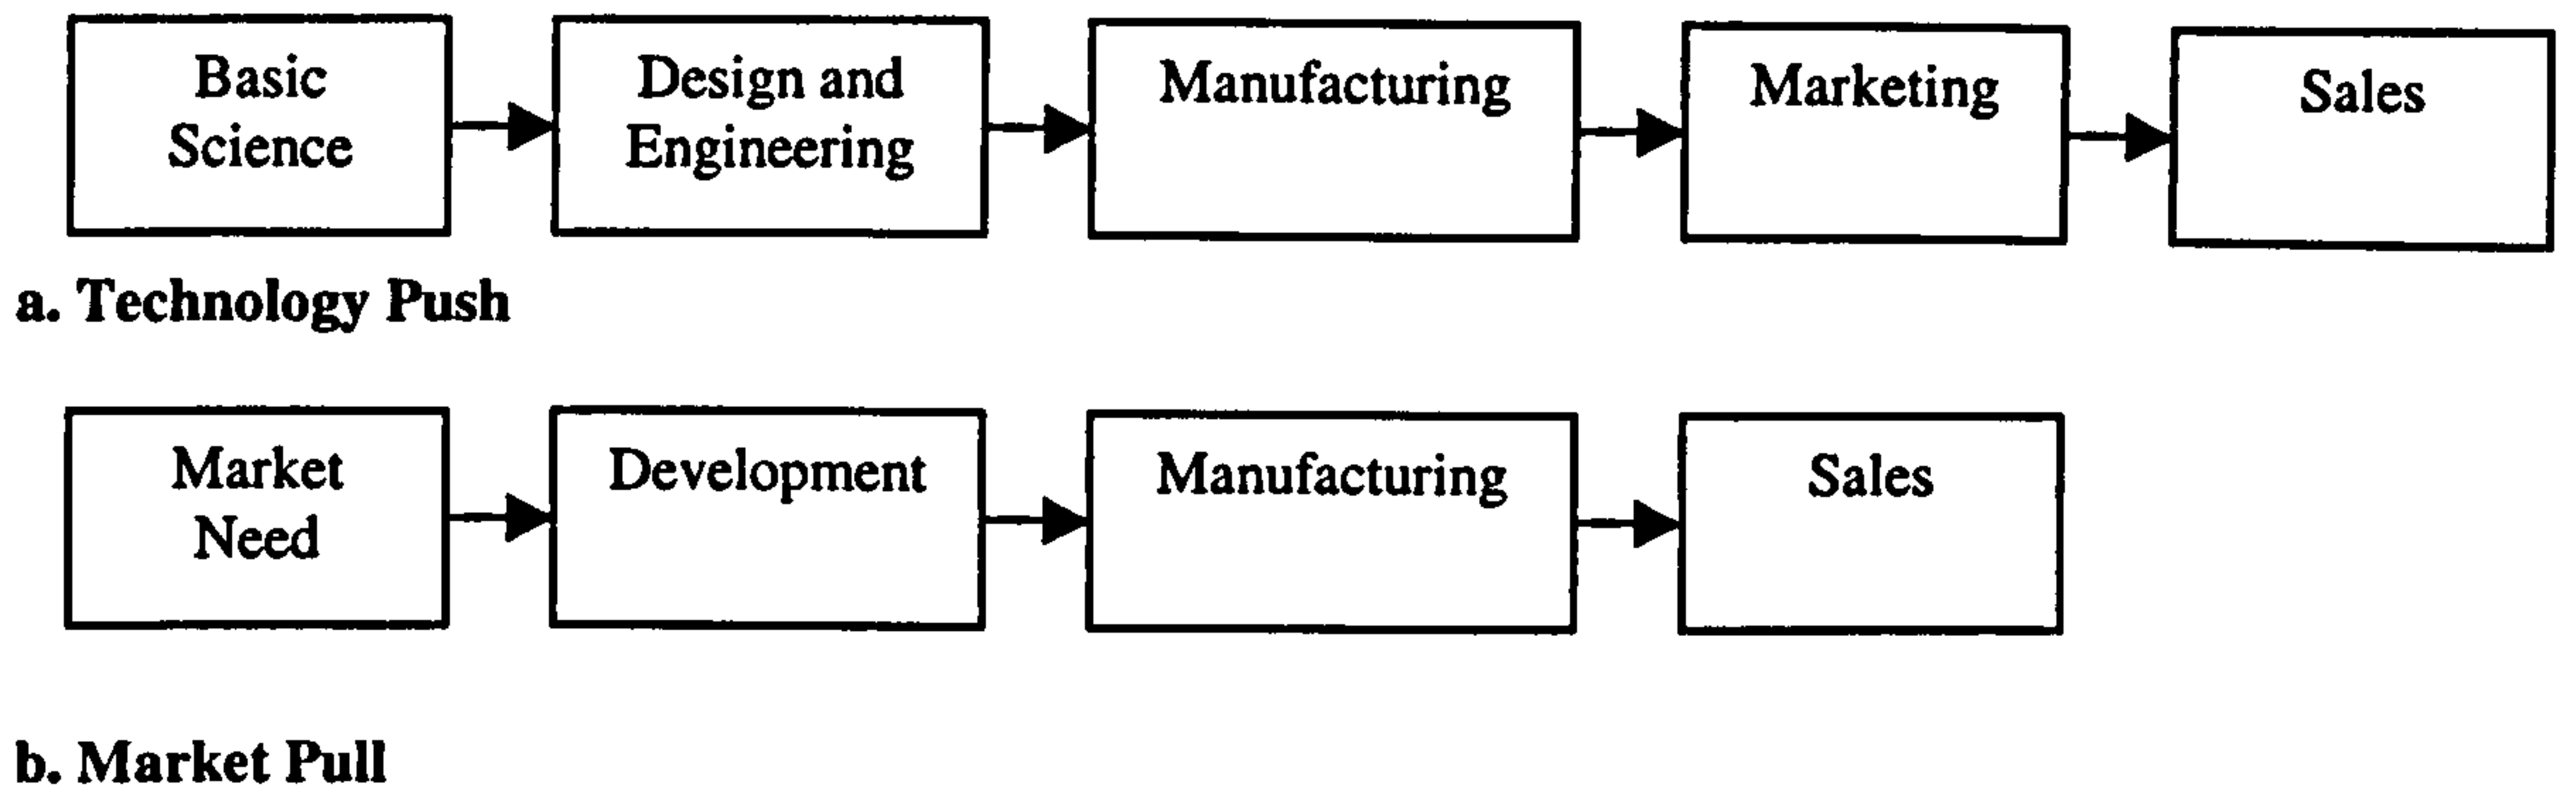 Basic
Science
Design and
Engineering
Manufacturing
Marketing
Sales
a. Technology Push
Market
Need
Development
Manufacturing
Sales
b. Market Pull